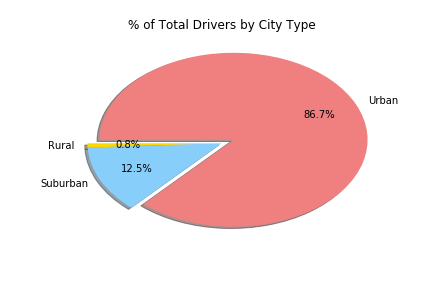 % of Total Drivers by City Type
Urban
86.7%
Rural
0.8%
12.5%
Suburban